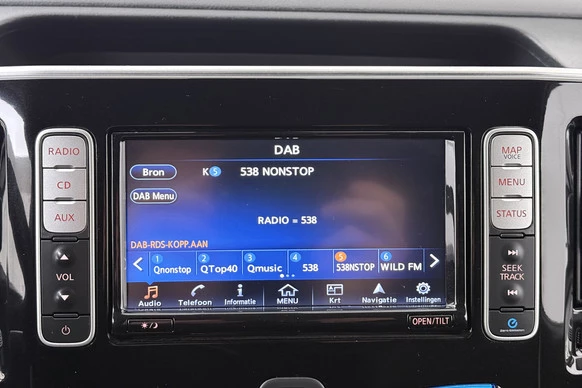 DAB
Bron
K 5 538 NONSTOP
DAB Menu
RADIO = 538
DAB-RDS-KOPP.AAN
1 Qnonstop
2 QTop40
3 Qmusic
4 538
5 538NSTOP
6 WILD FM
Audio
Telefoon
Informatie
MENU
Krt
Navigatie
Instellingen
RADIO
CD
AUX
VOL
MAP
VOICE
MENU
STATUS
SEEK
TRACK
OPEN/TILT